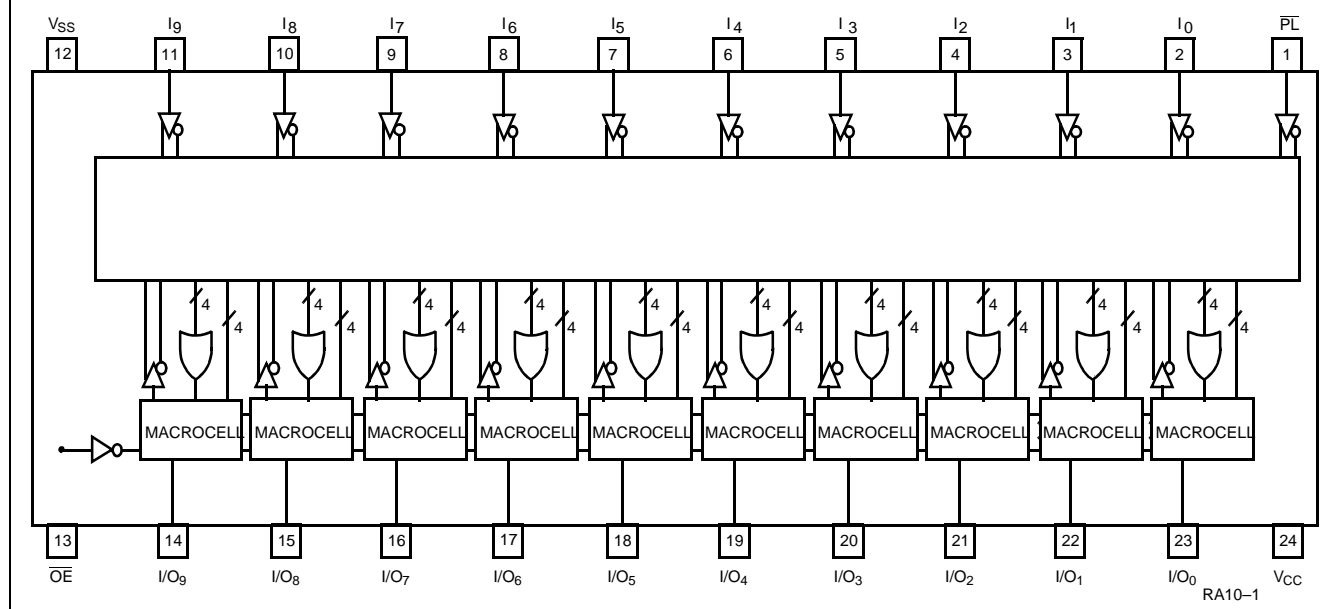 VSS I9 I8 I7 I6 I5 I4 I3 I2 I1 I0 PL
12 11 10 9 8 7 6 5 4 3 2 1
4 4 4 4 4 4 4 4 4 4
4 4 4 4 4 4 4 4 4 4
MACROCELL MACROCELL MACROCELL MACROCELL MACROCELL MACROCELL MACROCELL MACROCELL MACROCELL MACROCELL
13 14 15 16 17 18 19 20 21 22 23 24
OE I/O9 I/O8 I/O7 I/O6 I/O5 I/O4 I/O3 I/O2 I/O1 I/O0 VCC
RA10–1